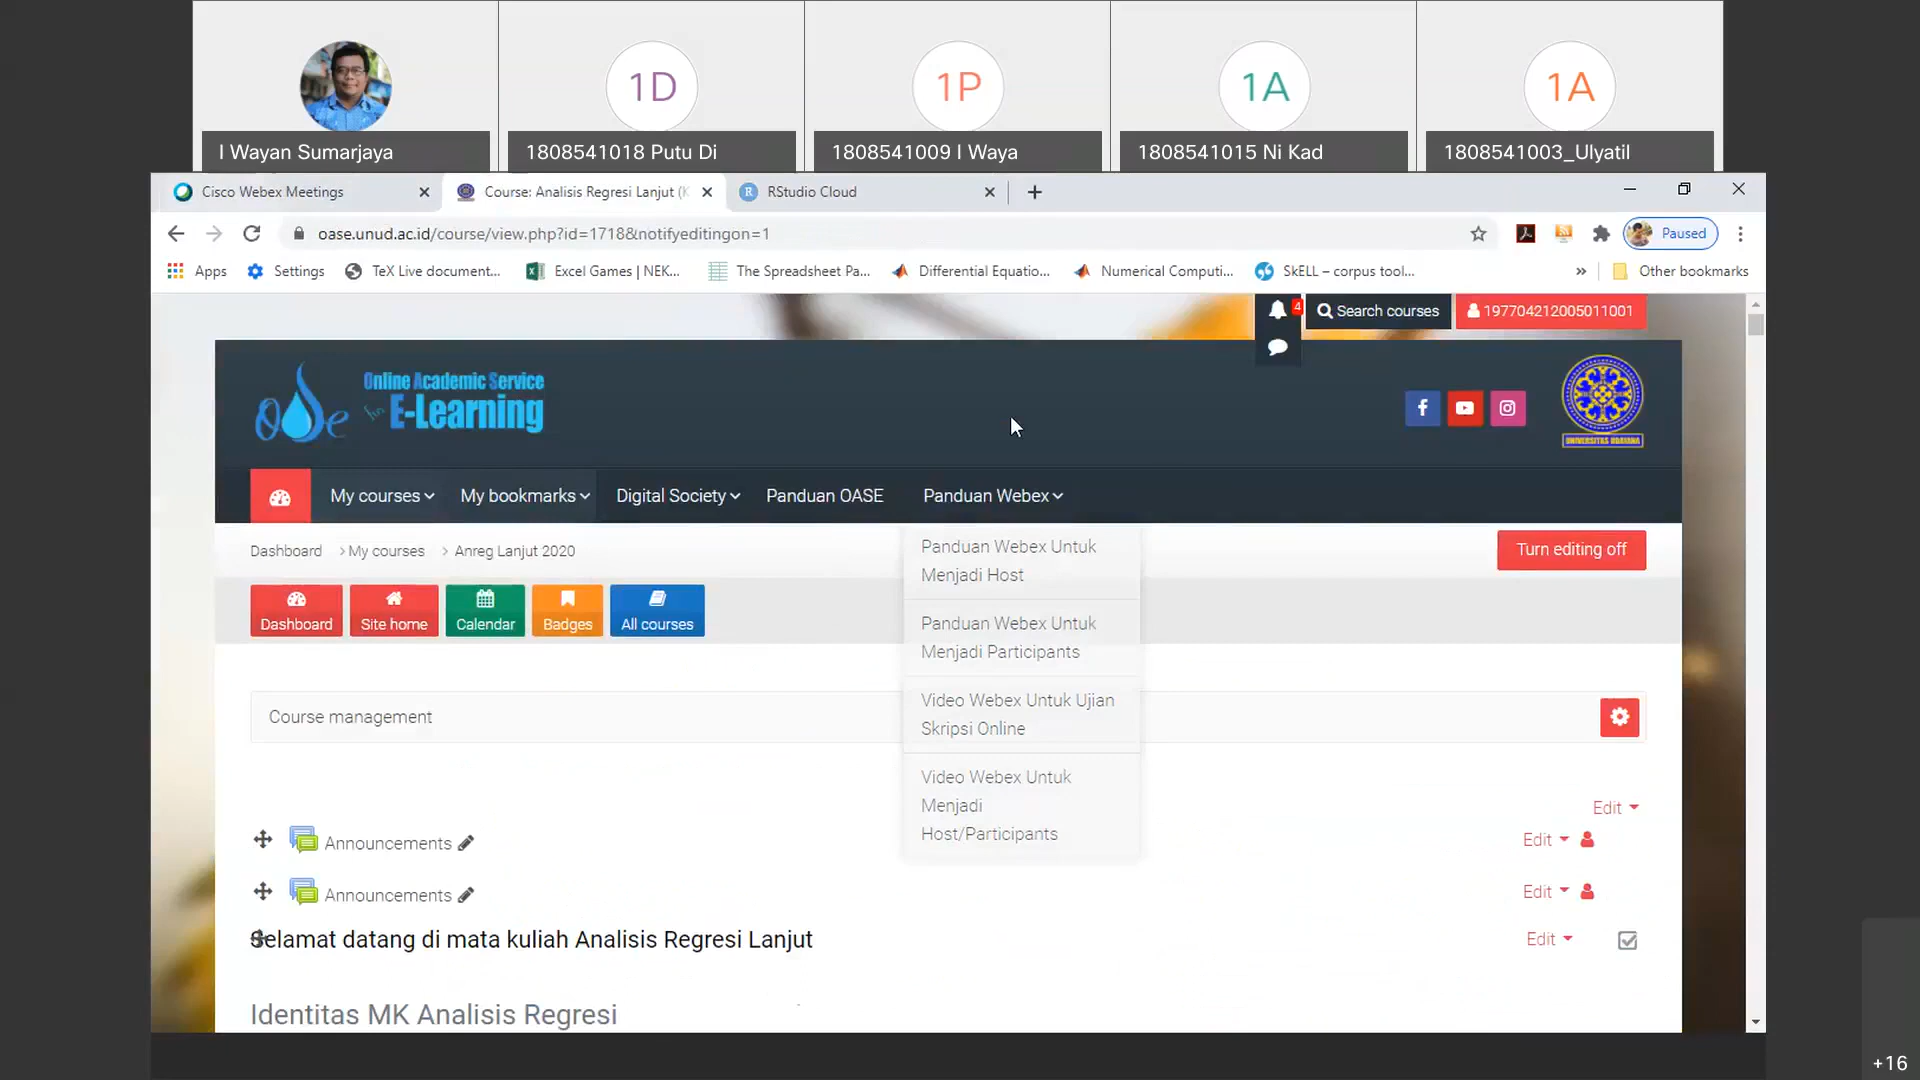 1D
1P
1A
1A
I Wayan Sumarjaya
1808541018 Putu Di
1808541009 I Waya
1808541015 Ni Kad
1808541003_Ulyatil
Cisco Webex Meetings
Course: Analisis Regresi Lanjut (K
RStudio Cloud
oase.unud.ac.id/course/view.php?id=1718&notifyeditingon=1
Paused
Apps
Settings
TeX Live document...
Excel Games | NEK...
The Spreadsheet Pa...
Differential Equatio...
Numerical Computi...
SkELL – corpus tool...
»
Other bookmarks
4
Search courses
197704212005011001
Online Academic Service
for E-Learning
UNIVERSITAS UDAYANA
My courses
My bookmarks
Digital Society
Panduan OASE
Panduan Webex
Dashboard
My courses
Anreg Lanjut 2020
Turn editing off
Panduan Webex Untuk
Menjadi Host
Panduan Webex Untuk
Menjadi Participants
Video Webex Untuk Ujian
Skripsi Online
Video Webex Untuk
Menjadi
Host/Participants
Dashboard
Site home
Calendar
Badges
All courses
Course management
Edit
Announcements
Edit
Announcements
Edit
Selamat datang di mata kuliah Analisis Regresi Lanjut
Edit
Identitas MK Analisis Regresi
+16